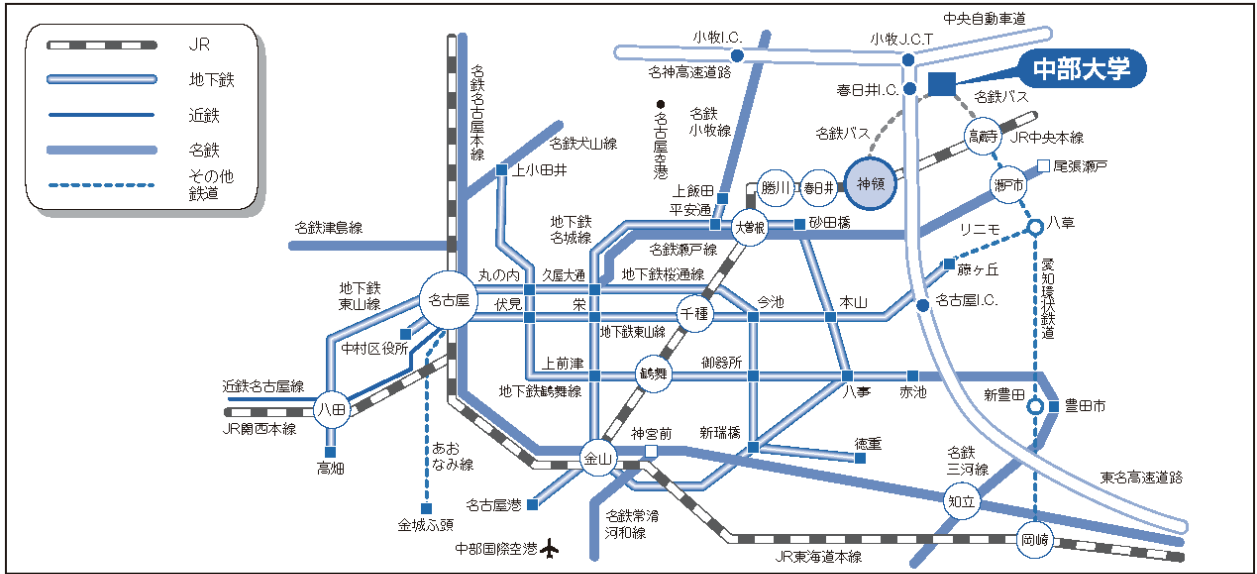 JR
地下鉄
近鉄
名鉄
その他
鉄道
名鉄名古屋本線
名鉄犬山線
上小田井
名鉄津島線
小牧I.C.
名神高速道路
名古屋空港
名鉄
小牧線
中央自動車道
小牧J.C.T
春日井I.C.
中部大学
名鉄バス
名鉄バス
高蔵寺
JR中央本線
尾張瀬戸
瀬戸市
神領
春日井
勝川
上飯田
平安通
大曽根
砂田橋
リニモ
八草
地下鉄
名城線
名鉄瀬戸線
藤ヶ丘
愛知環状鉄道
丸の内
久屋大通
地下鉄桜通線
地下鉄
東山線
名古屋
伏見
栄
千種
今池
本山
名古屋I.C.
地下鉄東山線
中村区役所
上前津
鶴舞
御器所
地下鉄鶴舞線
八事
赤池
新豊田
豊田市
近鉄名古屋線
八田
JR関西本線
高畑
あお
なみ線
金城ふ頭
神宮前
新瑞橋
徳重
金山
名古屋港
名鉄常滑
河和線
中部国際空港
名鉄
三河線
知立
東名高速道路
岡崎
JR東海道本線